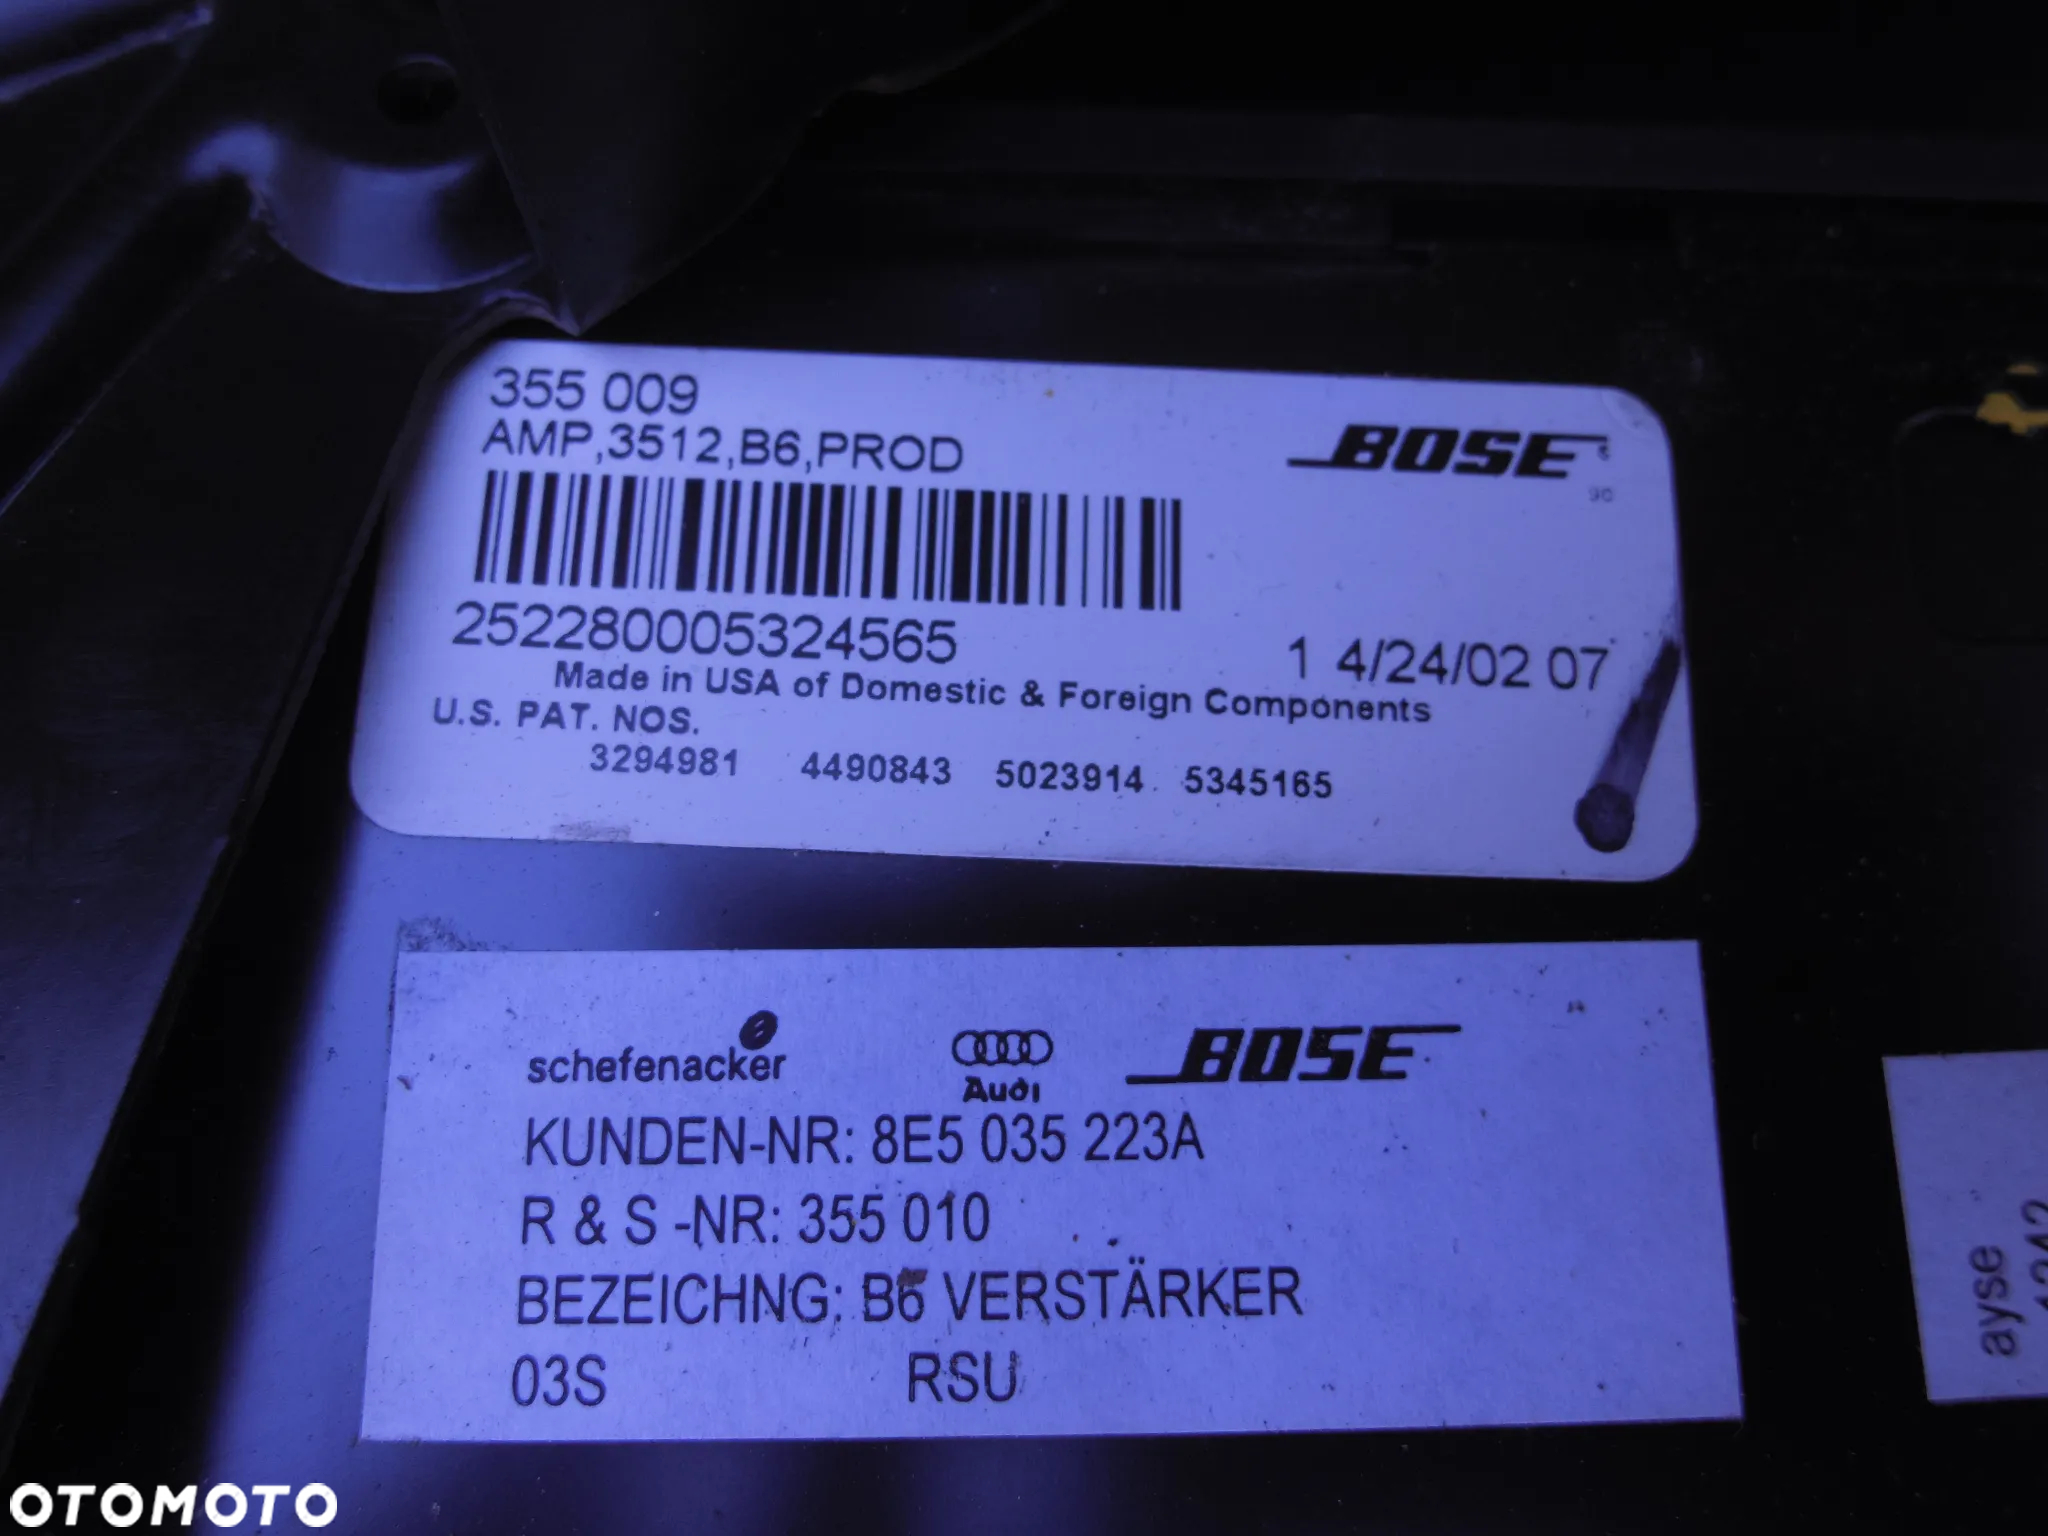 355 009
AMP,3512,B6,PROD
BOSE
252280005324565
1 4/24/02 07
Made in USA of Domestic & Foreign Components
U.S. PAT. NOS.
3294981 4490843 5023914 5345165
schefenacker
Audi
BOSE
KUNDEN-NR: 8E5 035 223A
R & S -NR: 355 010
BEZEICHNG: B6 VERSTÄRKER
03S RSU
ayse
OTOMOTO